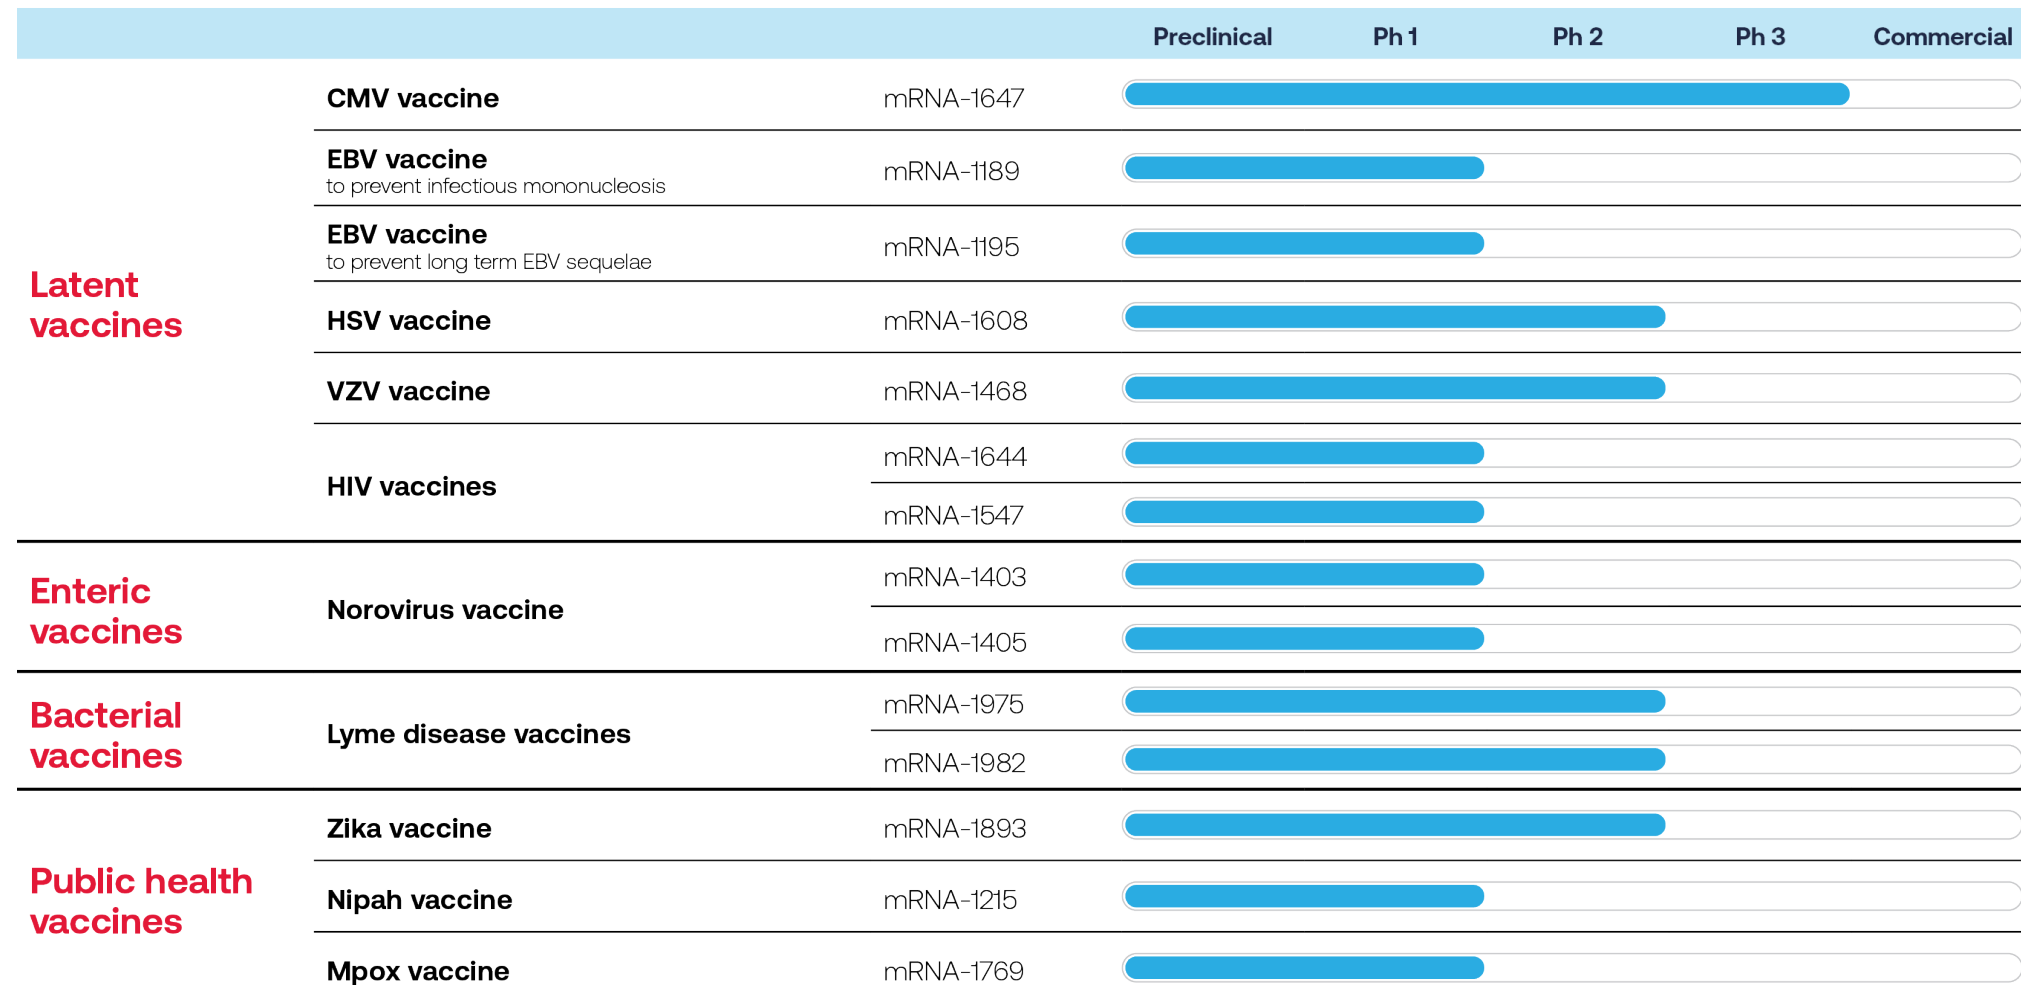 Preclinical Ph 1 Ph 2 Ph 3 Commercial
Latent
vaccines
CMV vaccine mRNA-1647
EBV vaccine
to prevent infectious mononucleosis
mRNA-1189
EBV vaccine
to prevent long term EBV sequelae
mRNA-1195
HSV vaccine mRNA-1608
VZV vaccine mRNA-1468
HIV vaccines
mRNA-1644
mRNA-1547
Enteric
vaccines
Norovirus vaccine
mRNA-1403
mRNA-1405
Bacterial
vaccines
Lyme disease vaccines
mRNA-1975
mRNA-1982
Public health
vaccines
Zika vaccine mRNA-1893
Nipah vaccine mRNA-1215
Mpox vaccine mRNA-1769